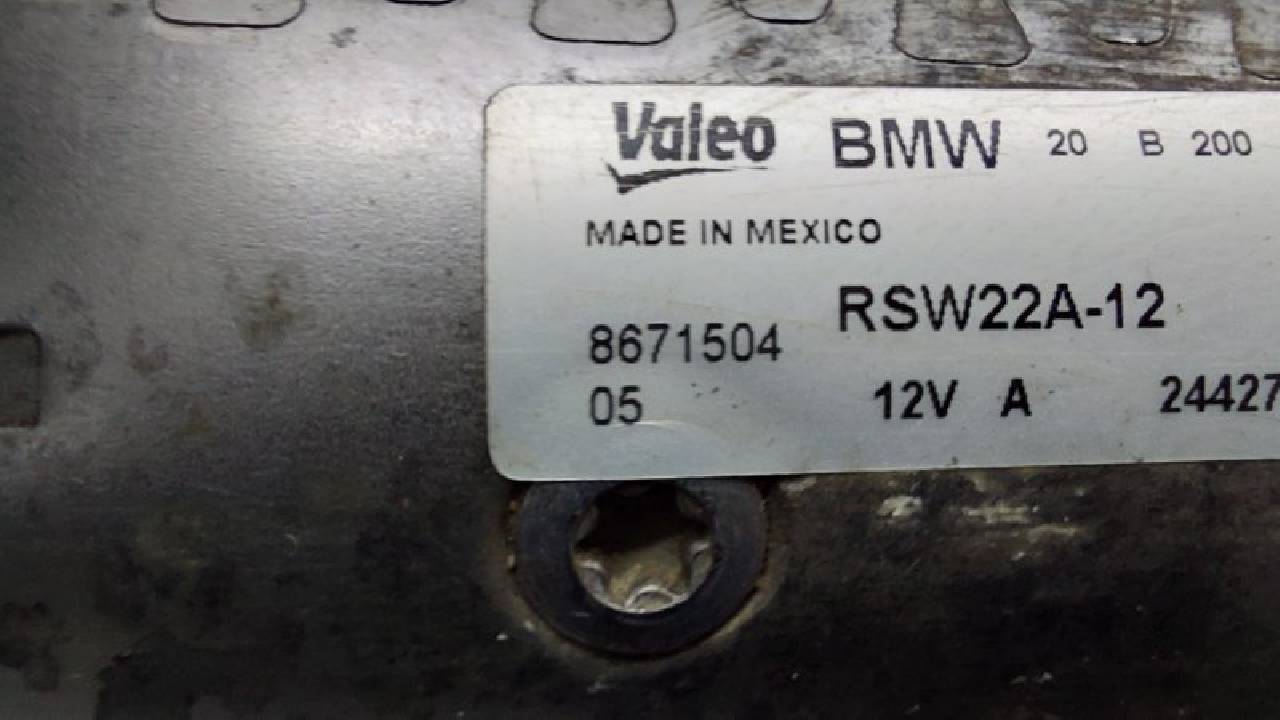 Valeo BMW 20 B 200
MADE IN MEXICO
RSW22A-12
8671504
05 12V A 24427